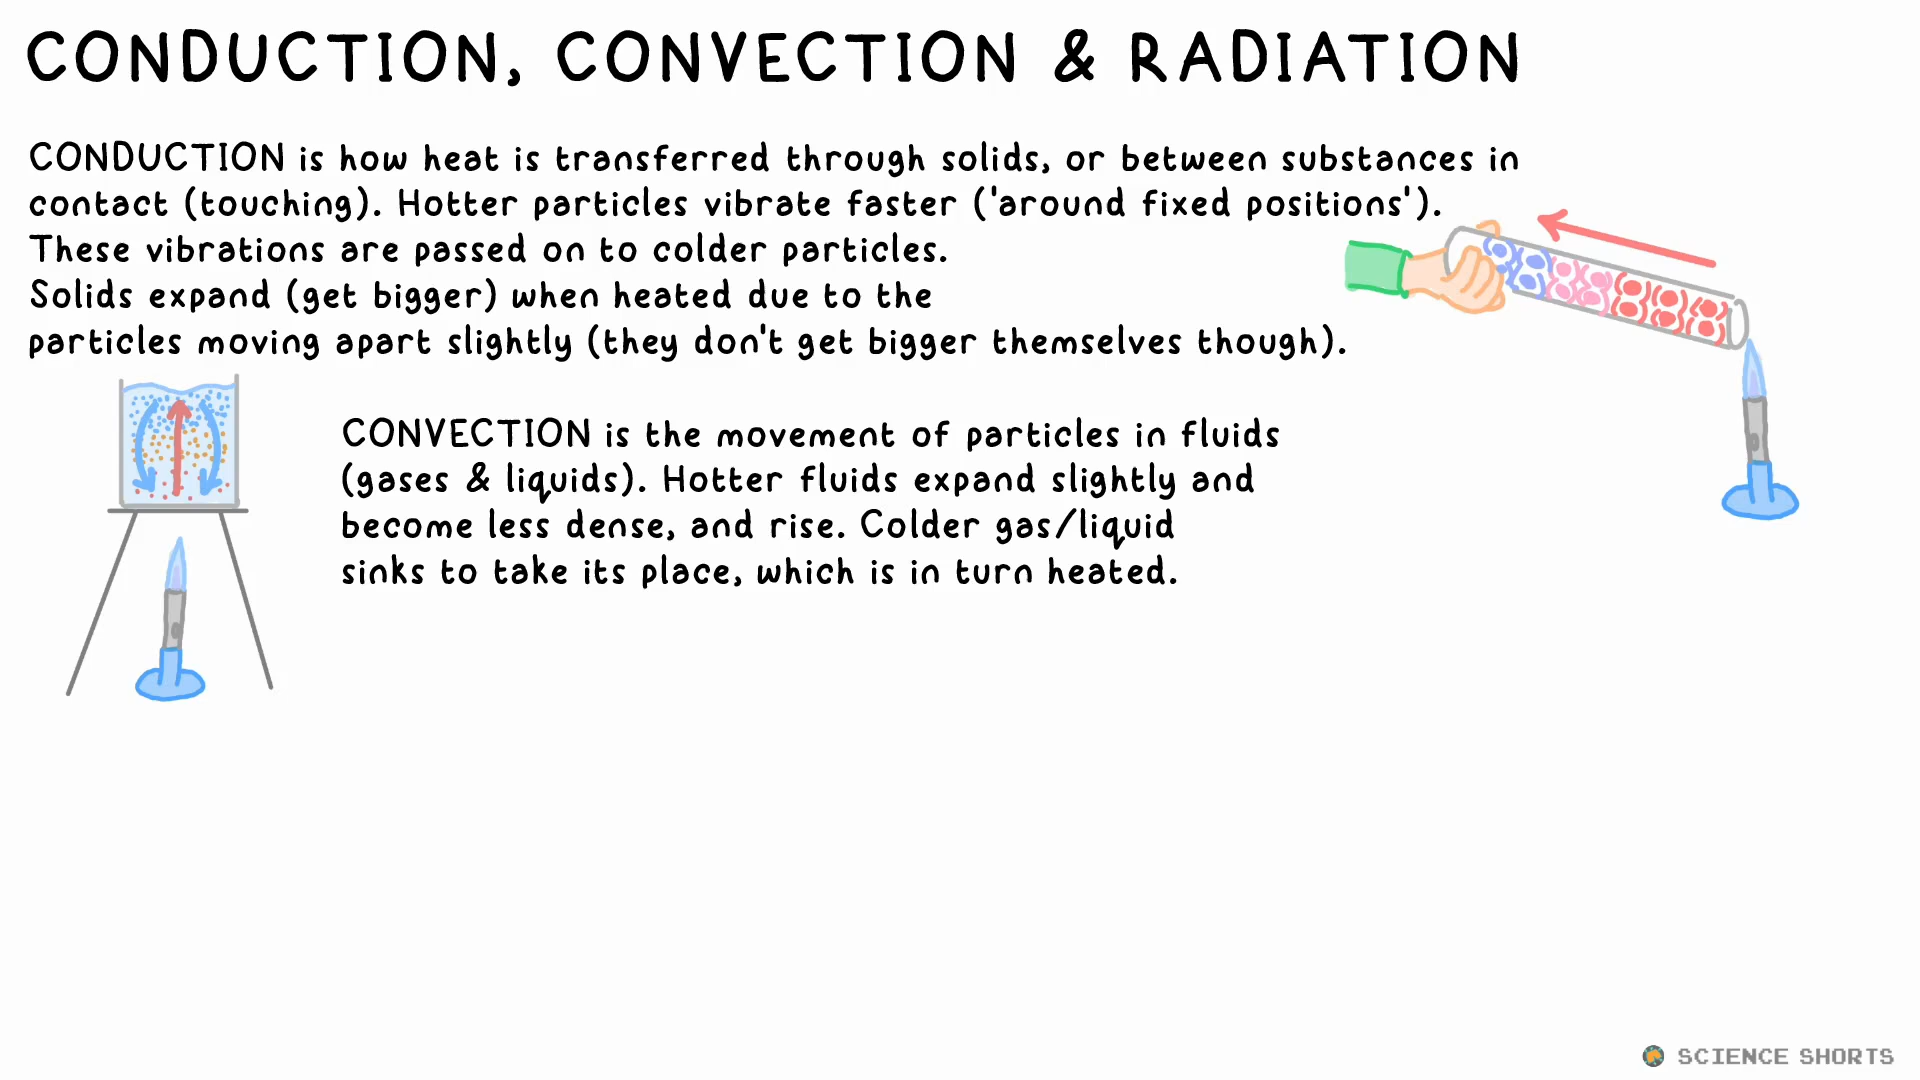 CONDUCTION, CONVECTION & RADIATION
CONDUCTION is how heat is transferred through solids, or between substances in
contact (touching). Hotter particles vibrate faster ('around fixed positions').
These vibrations are passed on to colder particles.
Solids expand (get bigger) when heated due to the
particles moving apart slightly (they don't get bigger themselves though).
CONVECTION is the movement of particles in fluids
(gases & liquids). Hotter fluids expand slightly and
become less dense, and rise. Colder gas/liquid
sinks to take its place, which is in turn heated.
SCIENCE SHORTS